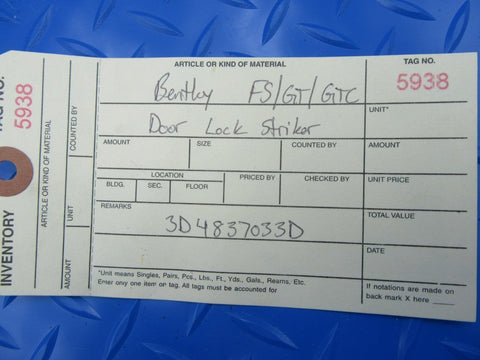 TAG NO.
5938
ARTICLE OR KIND OF MATERIAL
COUNTED BY
UNIT
AMOUNT
INVENTORY
ARTICLE OR KIND OF MATERIAL
TAG NO.
Bentley FS/GT/GTC
5938
UNIT*
Door Lock Striker
AMOUNT
SIZE
COUNTED BY
AMOUNT
LOCATION
PRICED BY
CHECKED BY
UNIT PRICE
BLDG.
SEC.
FLOOR
REMARKS
TOTAL VALUE
3D4837033D
DATE
*Unit means Singles, Pairs, Pcs., Lbs., Ft., Yds., Gals., Reams, Etc.
Enter only one item or tag. All tags must be accounted for
If notations are made on
back mark X here ____